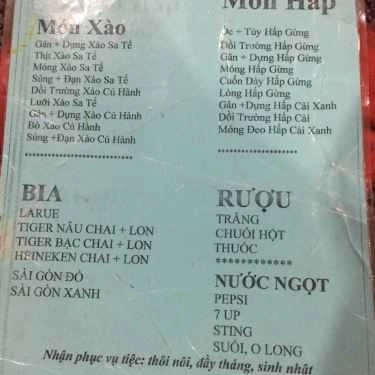 Món Xào
Gân + Dựng Xào Sa Tế
Thịt Xào Sa Tế
Móng Xào Sa Tế
Súng + Đạn Xào Sa Tế
Dồi Trường Xào Củ Hành
Lưỡi Xào Sa Tế
Gân + Dựng Xào Củ Hành
Bò Xào Củ Hành
Súng +Đạn Xào Củ Hành
********************
Món Hấp
Óc + Tủy Hấp Gừng
Dồi Trường Hấp Gừng
Gân + Dựng Hấp Gừng
Móng Hấp Gừng
Cuốn Dây Hấp Gừng
Lòng Hấp Gừng
Gân +Dựng Hấp Cải Xanh
Dồi Trường Hấp Cải
Móng Đeo Hấp Cải Xanh
********************
BIA
LARUE
TIGER NÂU CHAI + LON
TIGER BẠC CHAI + LON
HEINEKEN CHAI + LON
SÀI GÒN ĐỎ
SÀI GÒN XANH
RƯỢU
TRẮNG
CHUỐI HỘT
THUỐC
*************
NƯỚC NGỌT
PEPSI
7 UP
STING
SUỐI, O LONG
Nhận phục vụ tiệc: thôi nôi, đầy tháng, sinh nhật